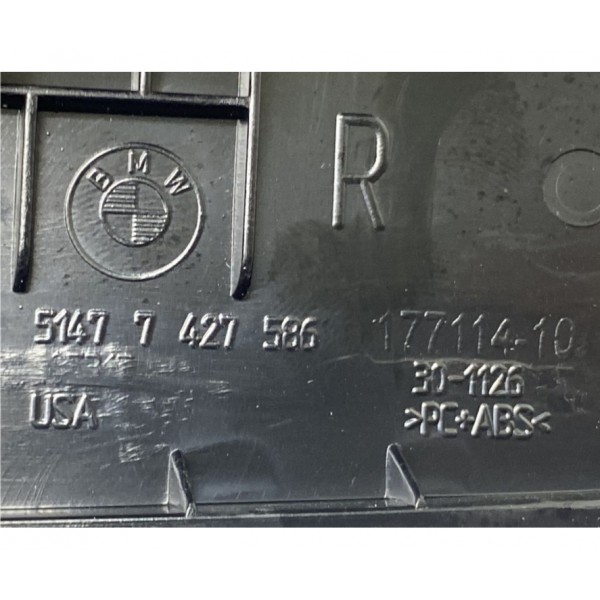 BMW
R
5147 7 427 586
177114-10
30-1126
USA
>PC+ABS<